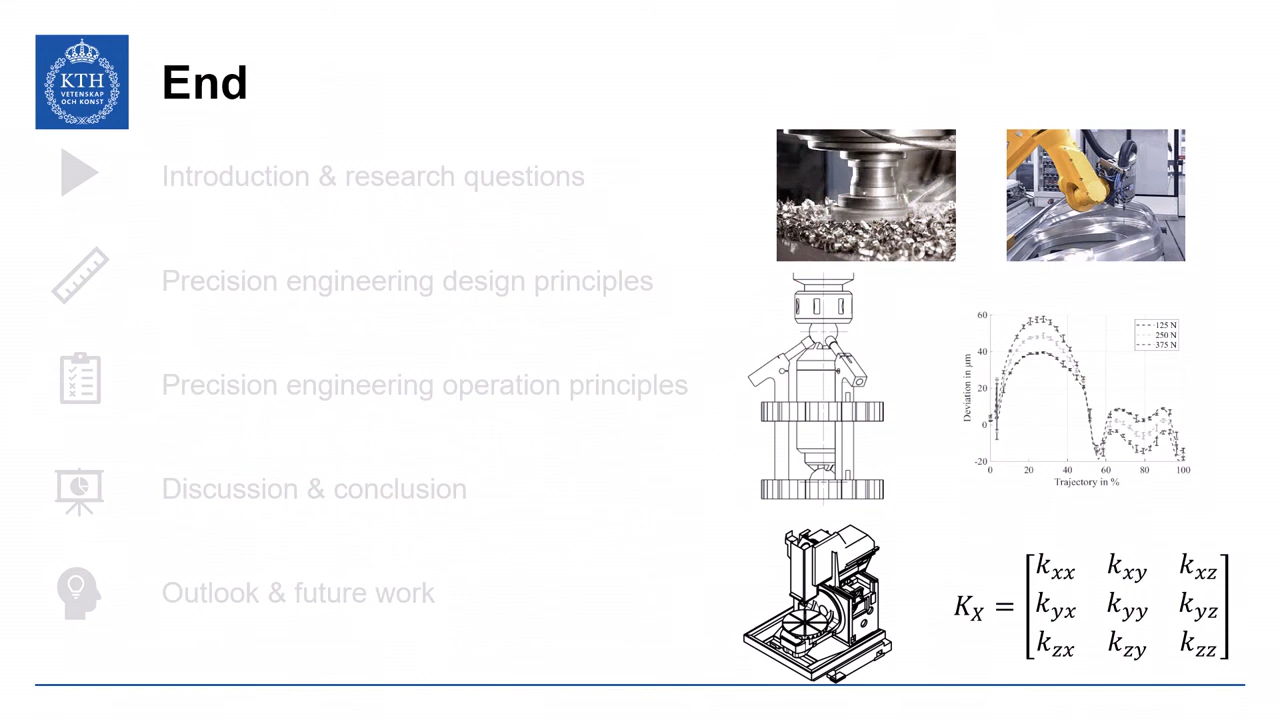 KTH
VETENSKAP
OCH KONST
End
Introduction & research questions
Precision engineering design principles
Precision engineering operation principles
Discussion & conclusion
Outlook & future work
60
40
20
0
-20
Deviation in μm
0 20 40 60 80 100
Trajectory in %
125 N
250 N
375 N
K_X = [k_xx k_xy k_xz
k_yx k_yy k_yz
k_zx k_zy k_zz]